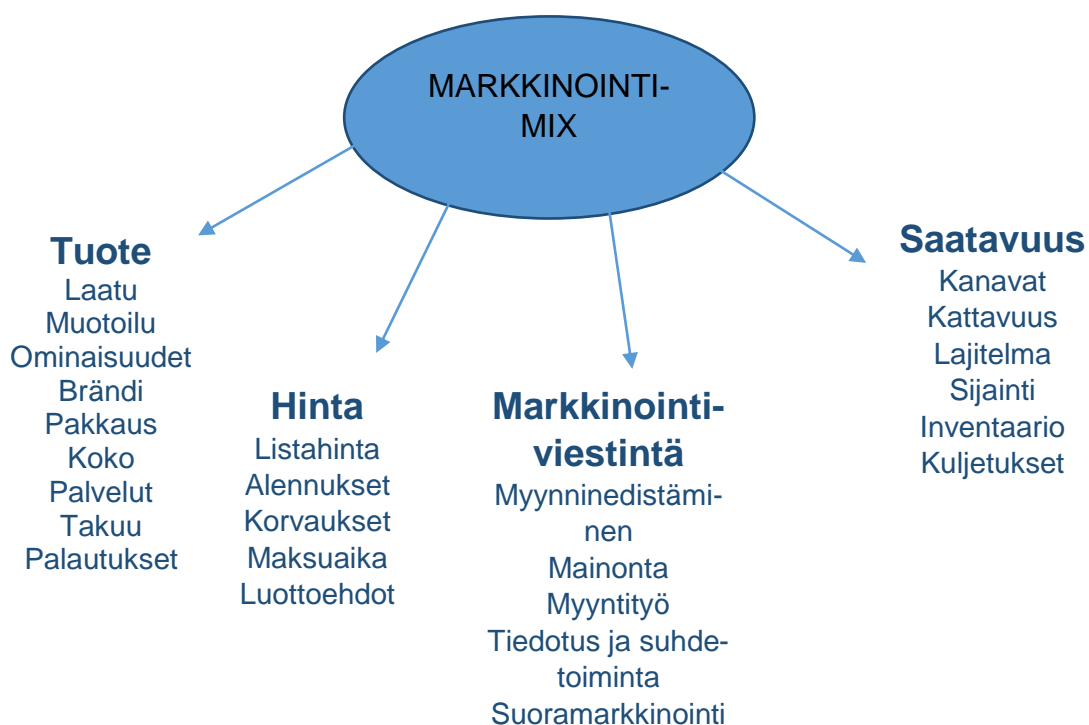 MARKKINOINTI-
MIX
Tuote
Laatu
Muotoilu
Ominaisuudet
Brändi
Pakkaus
Koko
Palvelut
Takuu
Palautukset
Hinta
Listahinta
Alennukset
Korvaukset
Maksuaika
Luottoehdot
Markkinointi-
viestintä
Myynninedistämi-
nen
Mainonta
Myyntityö
Tiedotus ja suhde-
toiminta
Suoramarkkinointi
Saatavuus
Kanavat
Kattavuus
Lajitelma
Sijainti
Inventaario
Kuljetukset